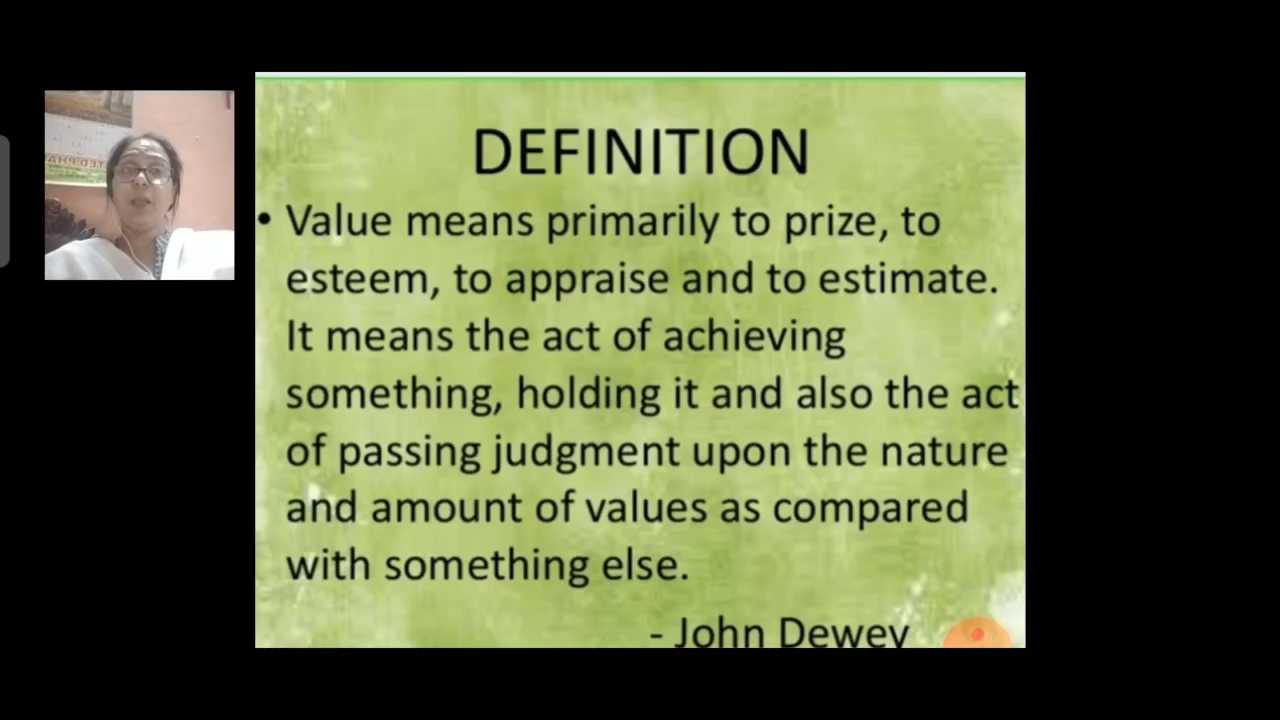 DEFINITION
• Value means primarily to prize, to
esteem, to appraise and to estimate.
It means the act of achieving
something, holding it and also the act
of passing judgment upon the nature
and amount of values as compared
with something else.
- John Dewey